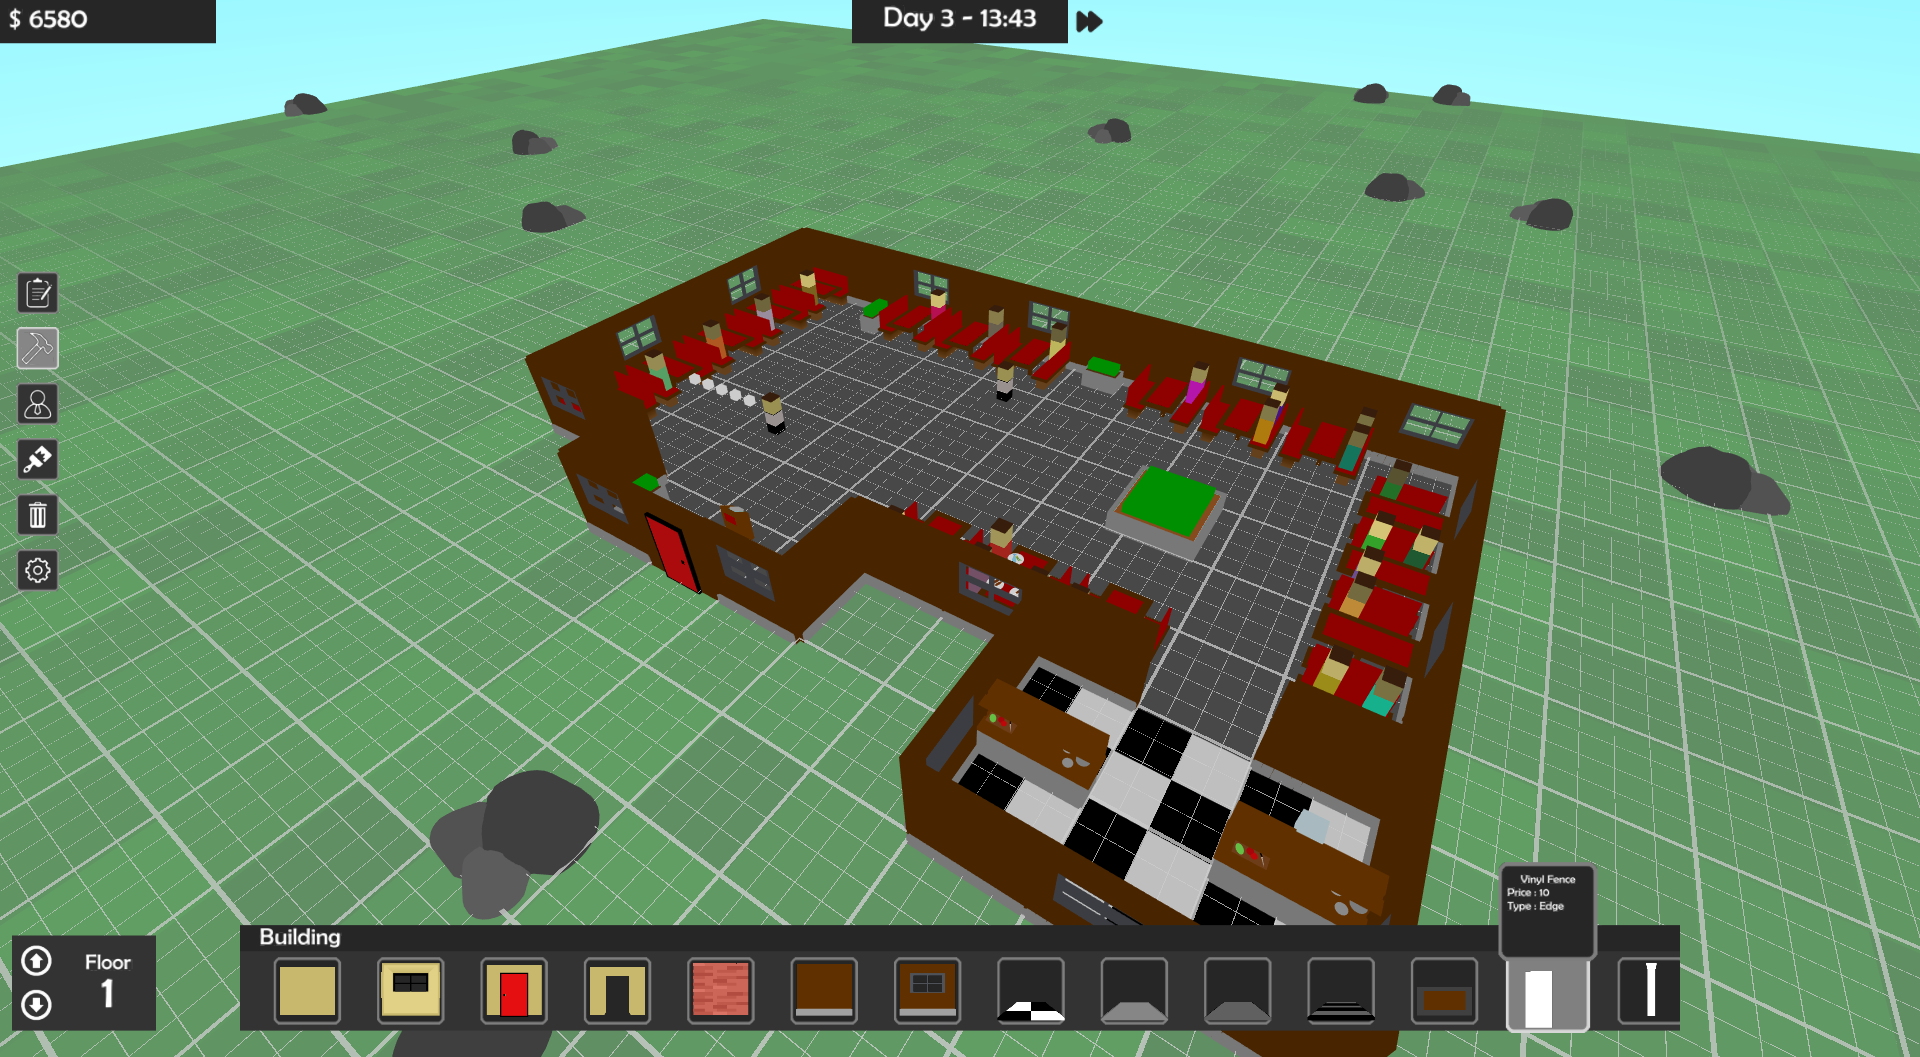 $ 6580
Day 3 - 13:43
Vinyl Fence
Price : 10
Type : Edge
Building
Floor
1